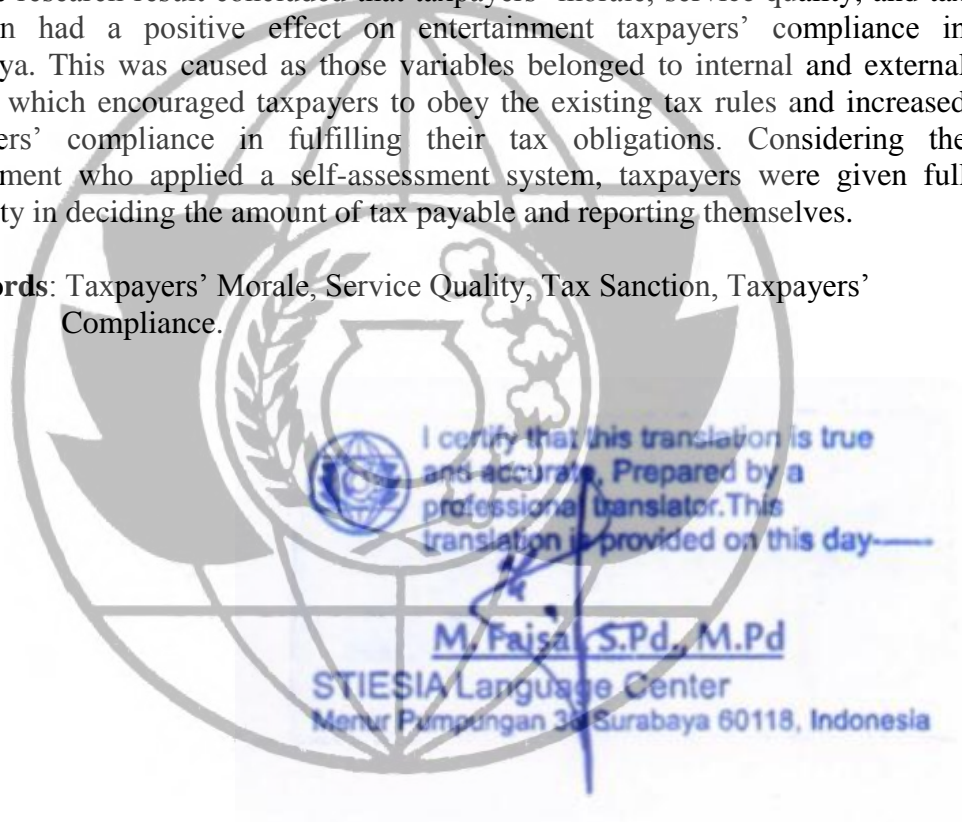 research result concluded that taxpayers' morale, service quality, and tax
n had a positive effect on entertainment taxpayers' compliance in
ya. This was caused as those variables belonged to internal and external
which encouraged taxpayers to obey the existing tax rules and increased
ers' compliance in fulfilling their tax obligations. Considering the
ment who applied a self-assessment system, taxpayers were given full
ty in deciding the amount of tax payable and reporting themselves.
ords: Taxpayers' Morale, Service Quality, Tax Sanction, Taxpayers'
Compliance.
I certify that this translation is true
and accurate, Prepared by a
professional translator.This
translation is provided on this day
M. Faisal, S.Pd., M.Pd
STIESIA Language Center
Menur Pumpungan 30 Surabaya 60118, Indonesia